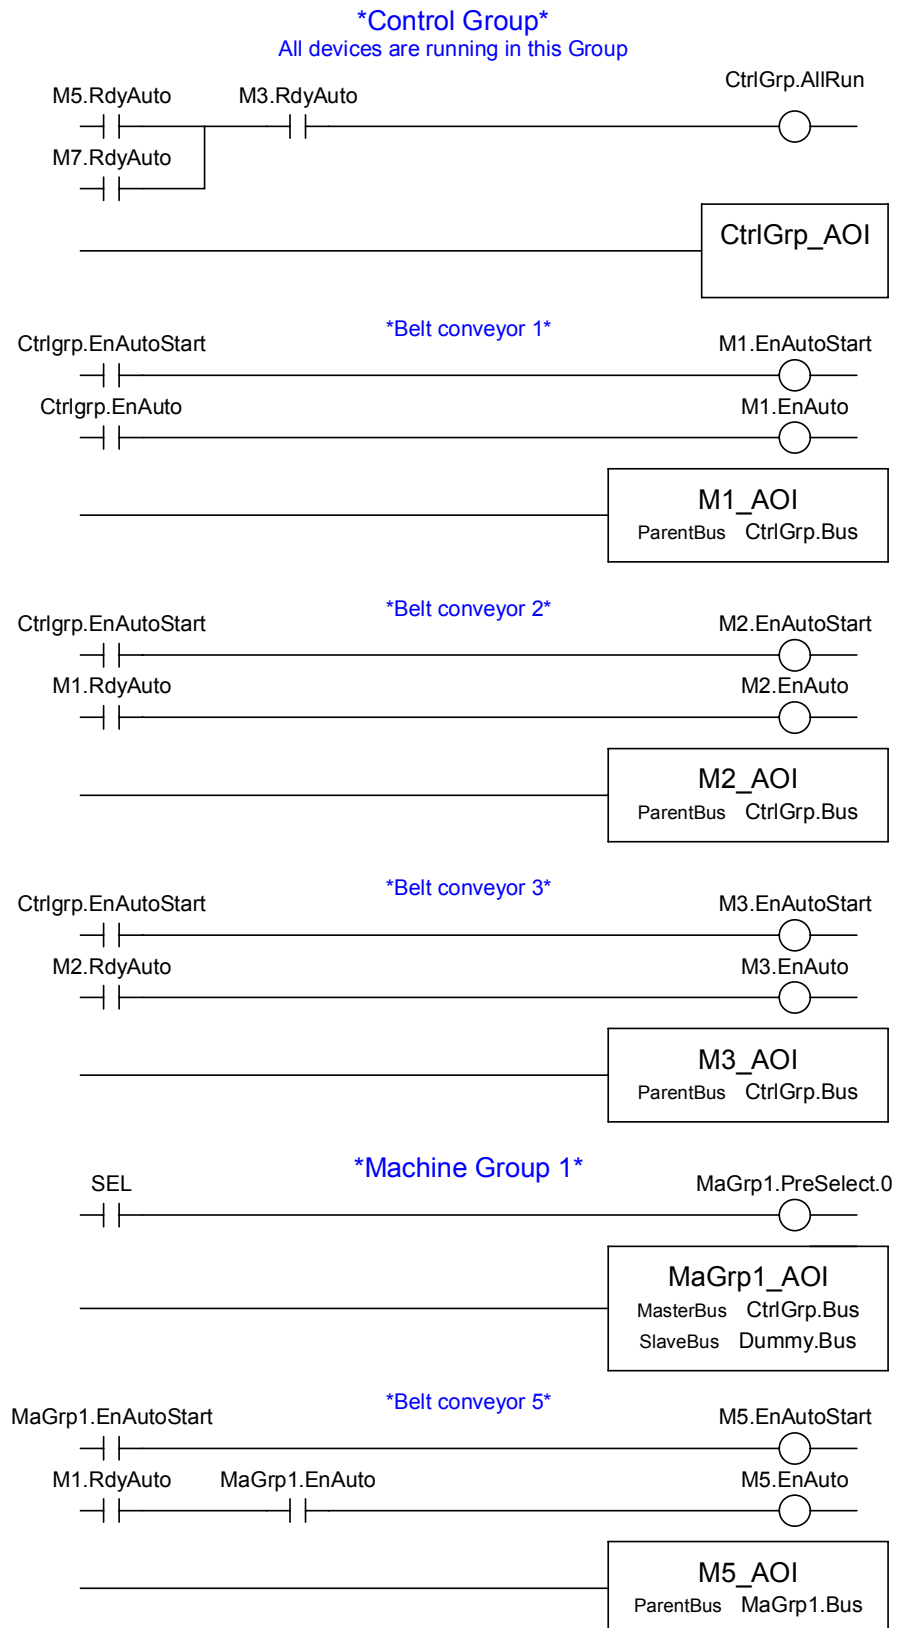 *Control Group*
All devices are running in this Group
CtrlGrp.AllRun
M5.RdyAuto M3.RdyAuto
M7.RdyAuto
CtrlGrp_AOI
*Belt conveyor 1*
Ctrlgrp.EnAutoStart M1.EnAutoStart
Ctrlgrp.EnAuto M1.EnAuto
M1_AOI
ParentBus CtrlGrp.Bus
*Belt conveyor 2*
Ctrlgrp.EnAutoStart M2.EnAutoStart
M1.RdyAuto M2.EnAuto
M2_AOI
ParentBus CtrlGrp.Bus
*Belt conveyor 3*
Ctrlgrp.EnAutoStart M3.EnAutoStart
M2.RdyAuto M3.EnAuto
M3_AOI
ParentBus CtrlGrp.Bus
*Machine Group 1*
SEL MaGrp1.PreSelect.0
MaGrp1_AOI
MasterBus CtrlGrp.Bus
SlaveBus Dummy.Bus
*Belt conveyor 5*
MaGrp1.EnAutoStart M5.EnAutoStart
M1.RdyAuto MaGrp1.EnAuto M5.EnAuto
M5_AOI
ParentBus MaGrp1.Bus